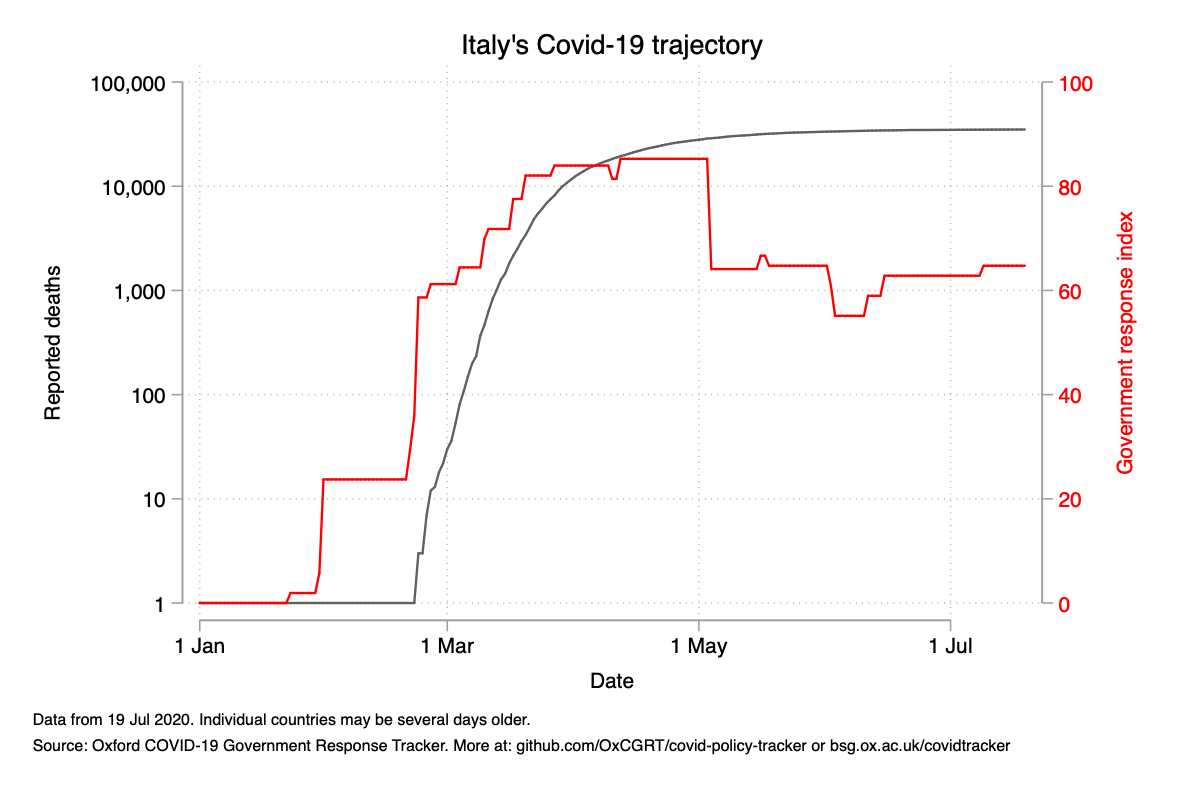 Italy's Covid-19 trajectory
100,000
10,000
1,000
100
10
1
Reported deaths
100
80
60
40
20
0
Government response index
1 Jan
1 Mar
1 May
1 Jul
Date
Data from 19 Jul 2020. Individual countries may be several days older.
Source: Oxford COVID-19 Government Response Tracker. More at: github.com/OxCGRT/covid-policy-tracker or bsg.ox.ac.uk/covidtracker